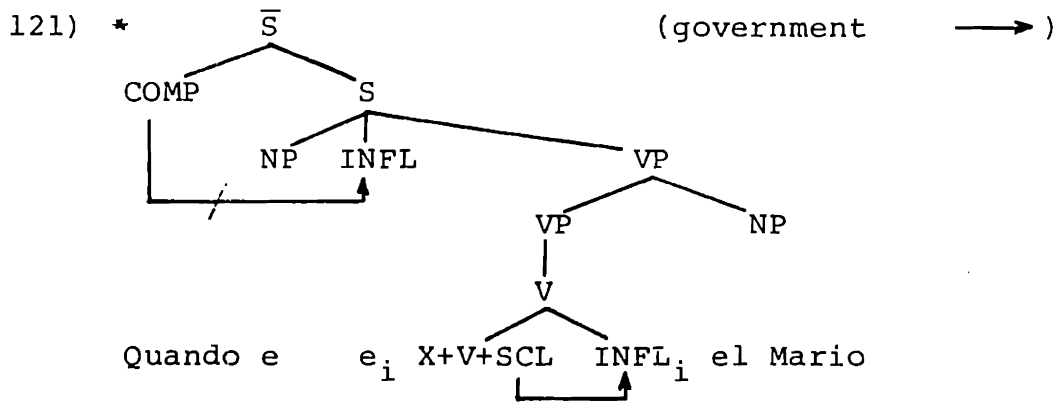 121) * S̅ (government ⟶)
COMP S
NP INFL VP
VP NP
V
Quando e eᵢ X+V+SCL INFLᵢ el Mario